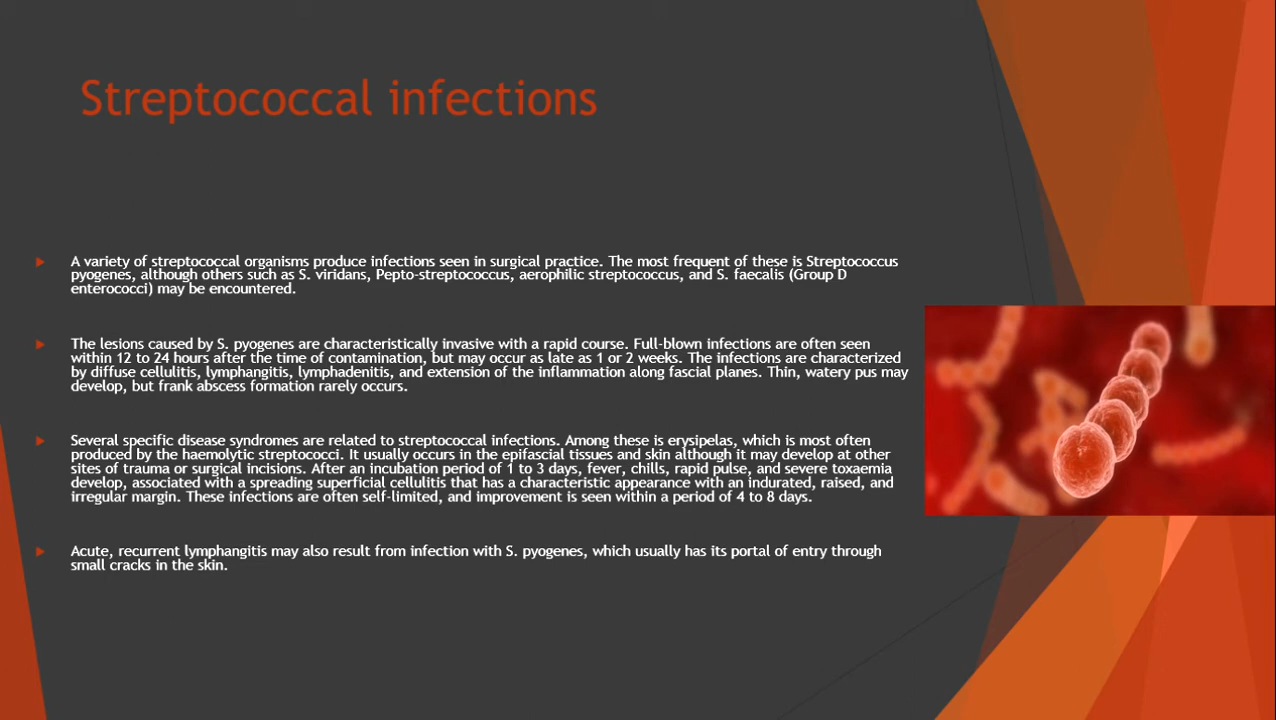 Streptococcal infections
A variety of streptococcal organisms produce infections seen in surgical practice. The most frequent of these is Streptococcus
pyogenes, although others such as S. viridans, Pepto-streptococcus, aerophilic streptococcus, and S. faecalis (Group D
enterococci) may be encountered.
The lesions caused by S. pyogenes are characteristically invasive with a rapid course. Full-blown infections are often seen
within 12 to 24 hours after the time of contamination, but may occur as late as 1 or 2 weeks. The infections are characterized
by diffuse cellulitis, lymphangitis, lymphadenitis, and extension of the inflammation along fascial planes. Thin, watery pus may
develop, but frank abscess formation rarely occurs.
Several specific disease syndromes are related to streptococcal infections. Among these is erysipelas, which is most often
produced by the haemolytic streptococci. It usually occurs in the epifascial tissues and skin although it may develop at other
sites of trauma or surgical incisions. After an incubation period of 1 to 3 days, fever, chills, rapid pulse, and severe toxaemia
develop, associated with a spreading superficial cellulitis that has a characteristic appearance with an indurated, raised, and
irregular margin. These infections are often self-limited, and improvement is seen within a period of 4 to 8 days.
Acute, recurrent lymphangitis may also result from infection with S. pyogenes, which usually has its portal of entry through
small cracks in the skin.